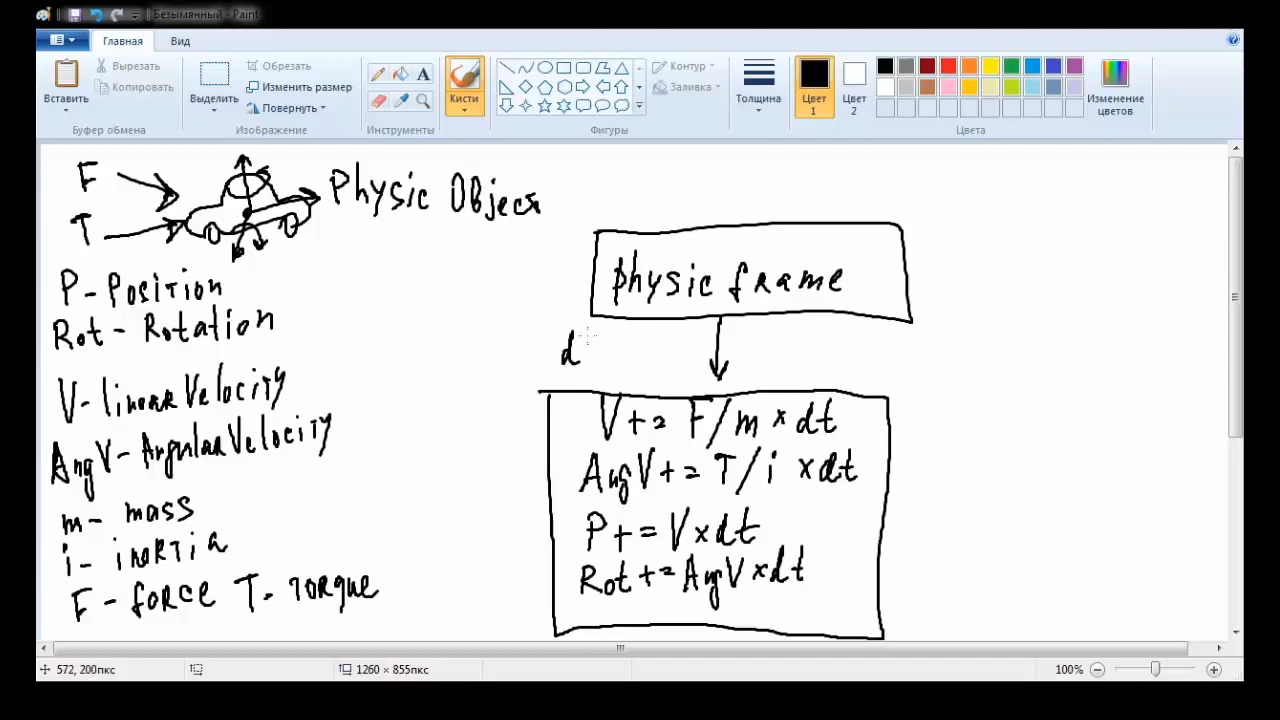 Безымянный - Paint
Главная
Вид
Вставить
Вырезать
Копировать
Буфер обмена
Выделить
Обрезать
Изменить размер
Повернуть
Изображение
Инструменты
Кисти
Контур
Заливка
Фигуры
Толщина
Цвет 1
Цвет 2
Изменение цветов
Цвета
F
T
Physic Object
P - Position
Rot - Rotation
V - linear Velocity
Ang V - Angular Velocity
m - mass
i - inertia
F - force T - Torque
physic frame
d
V += F/m × dt
AngV += T/i × dt
P += V × dt
Rot += AngV × dt
572, 200пкс
1260 × 855пкс
100%